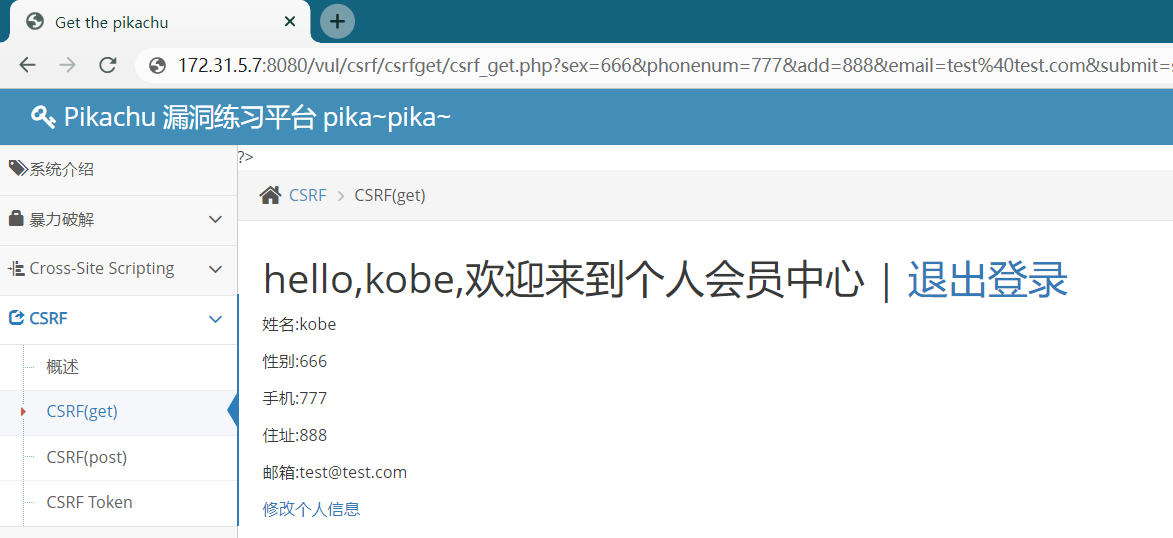 Get the pikachu
172.31.5.7:8080/vul/csrf/csrfget/csrf_get.php?sex=666&phonenum=777&add=888&email=test%40test.com&submit=s
Pikachu 漏洞练习平台 pika~pika~
系统介绍
?>
CSRF > CSRF(get)
暴力破解
Cross-Site Scripting
hello,kobe,欢迎来到个人会员中心 | 退出登录
CSRF
姓名:kobe
概述
性别:666
CSRF(get)
手机:777
住址:888
CSRF(post)
邮箱:test@test.com
CSRF Token
修改个人信息